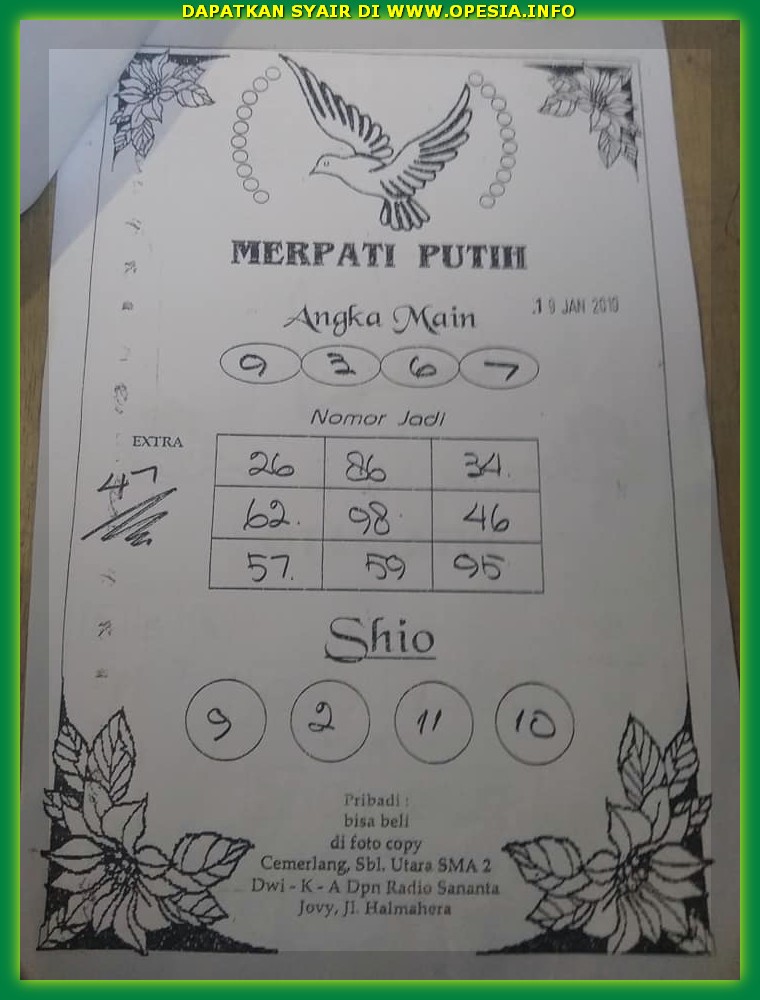 DAPATKAN SYAIR DI WWW.OPESIA.INFO
MERPATI PUTIH
Angka Main
19 JAN 2010
9 3 6 7
Nomor Jadi
EXTRA
47
26 86 34.
62. 98. 46
57. 59 95
Shio
9 2 11 10
Pribadi :
bisa beli
di foto copy
Cemerlang, Sbl. Utara SMA 2
Dwi - K - A Dpn Radio Sananta
Jovy, Jl. Halmahera